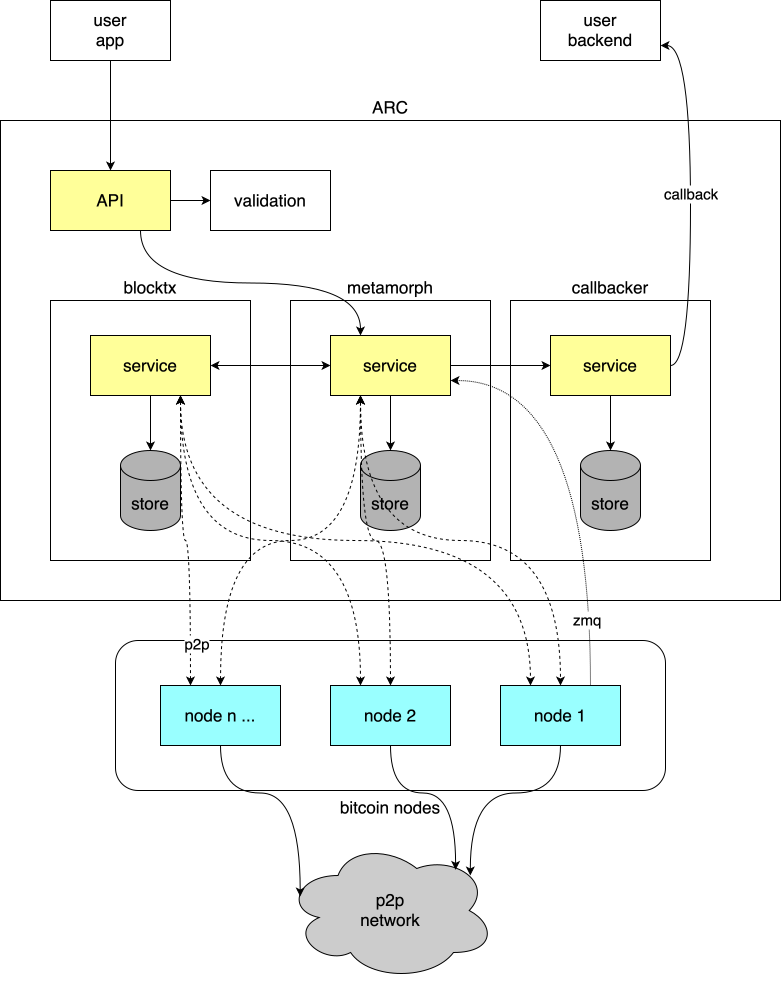 user
app
user
backend
ARC
API
validation
callback
blocktx
metamorph
callbacker
service
service
service
store
store
store
zmq
p2p
node n ...
node 2
node 1
bitcoin nodes
p2p
network